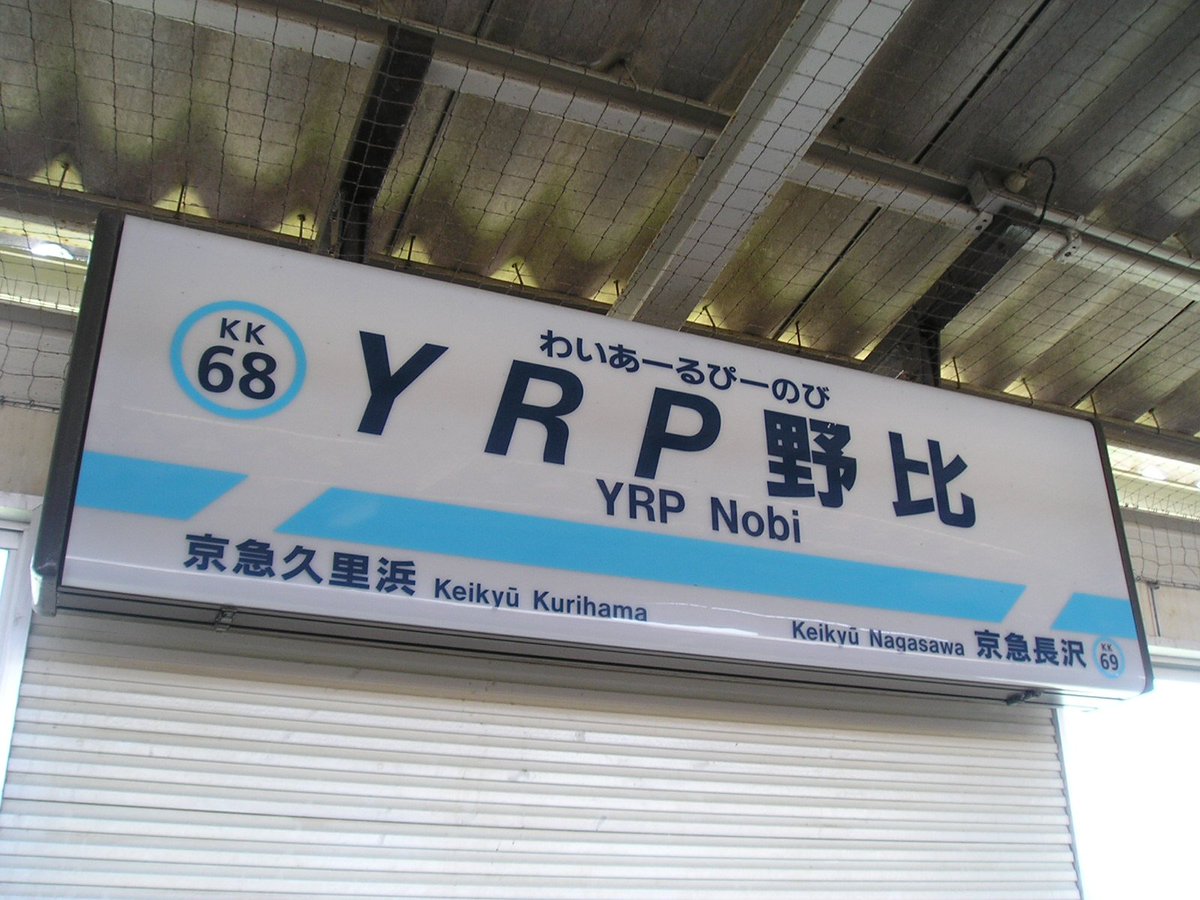 KK
68
わいあーるぴーのび
YRP野比
YRP Nobi
京急久里浜 Keikyū Kurihama
Keikyū Nagasawa 京急長沢
KK
69